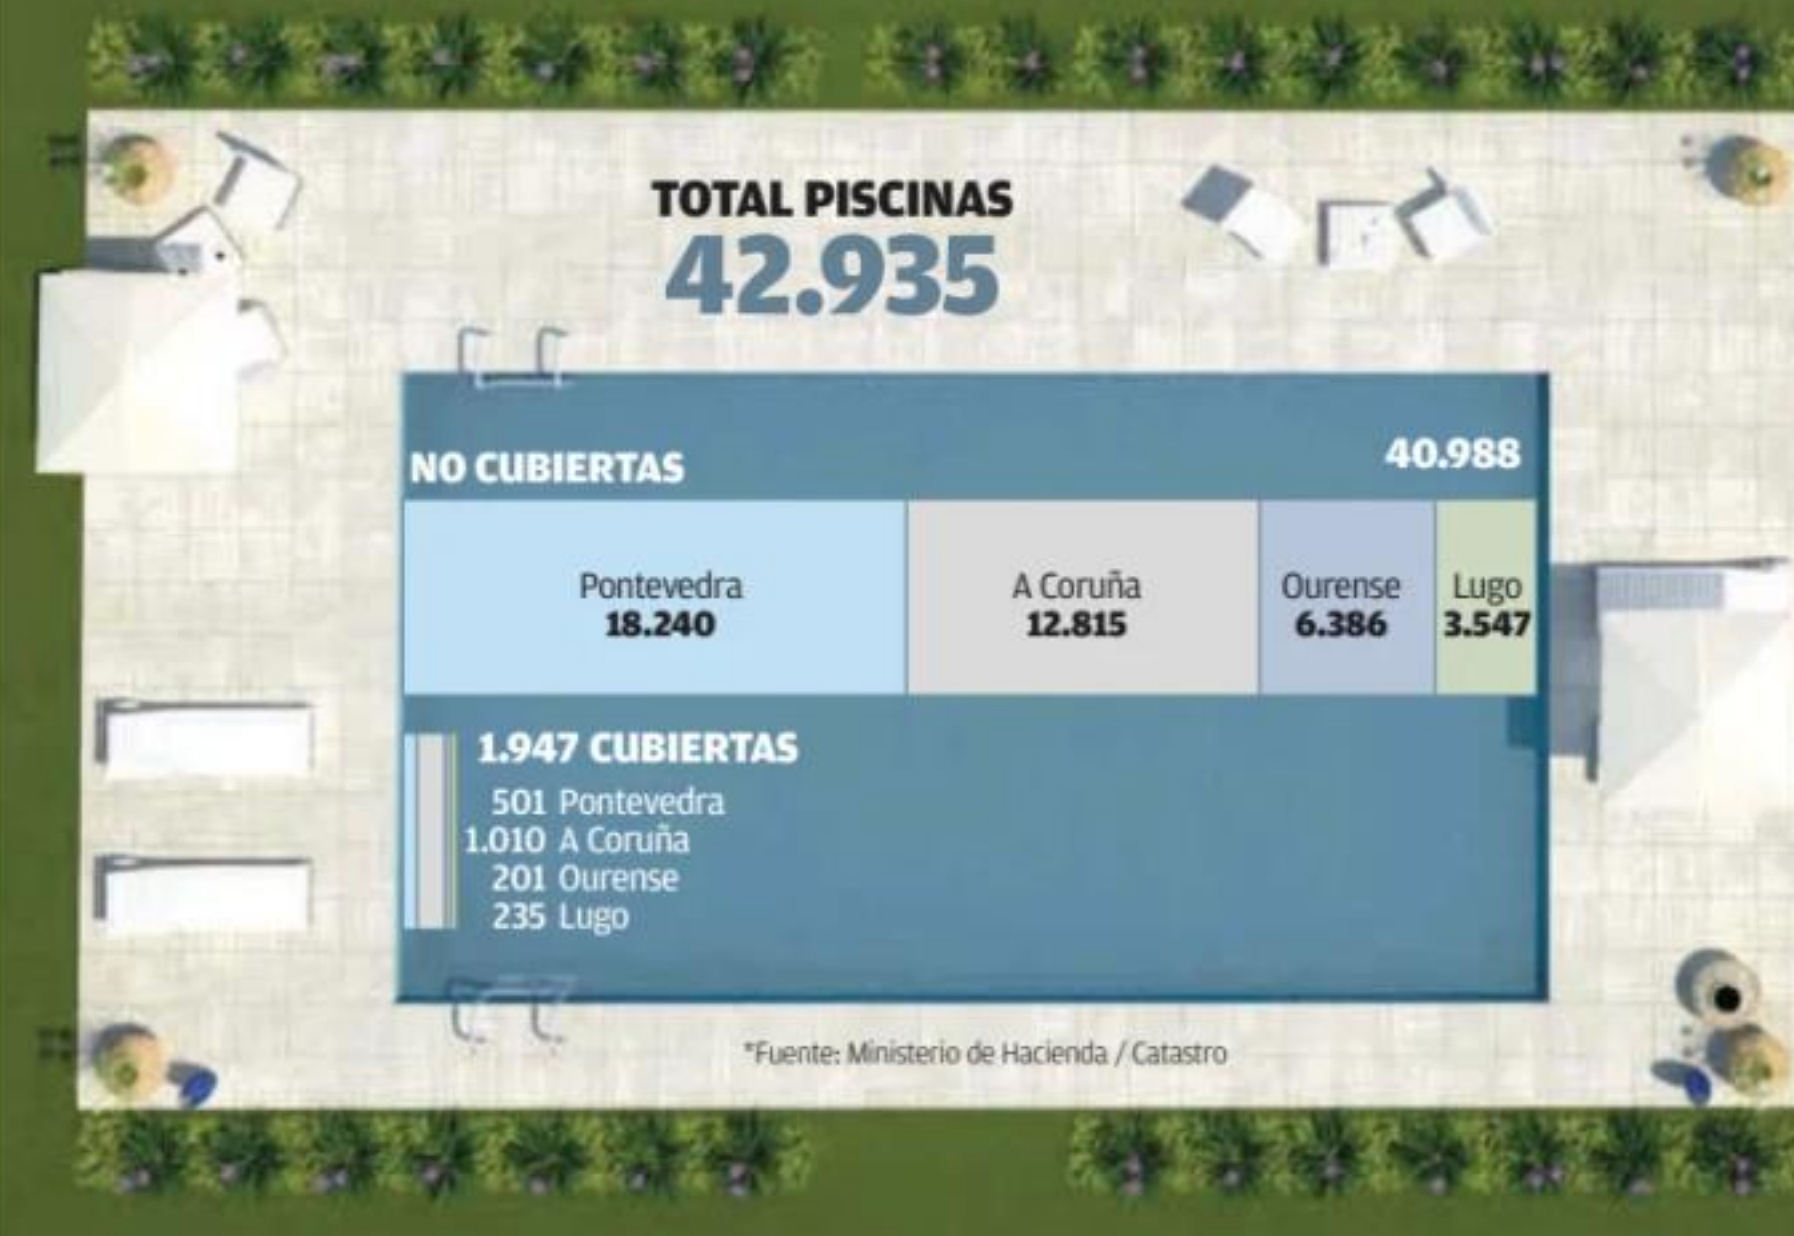 TOTAL PISCINAS
42.935
NO CUBIERTAS
40.988
Pontevedra
18.240
A Coruña
12.815
Ourense
6.386
Lugo
3.547
1.947 CUBIERTAS
501 Pontevedra
1.010 A Coruña
201 Ourense
235 Lugo
*Fuente: Ministerio de Hacienda / Catastro